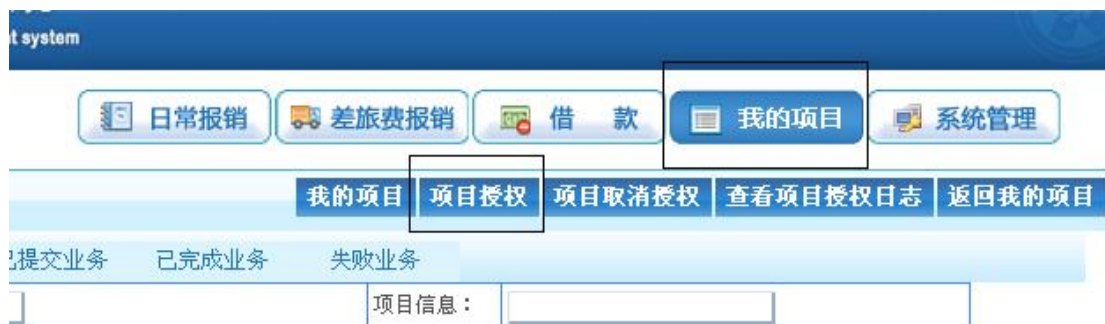 t system
日常报销 差旅费报销 借 款 我的项目 系统管理
我的项目 项目授权 项目取消授权 查看项目授权日志 返回我的项目
已提交业务 已完成业务 失败业务
项目信息：